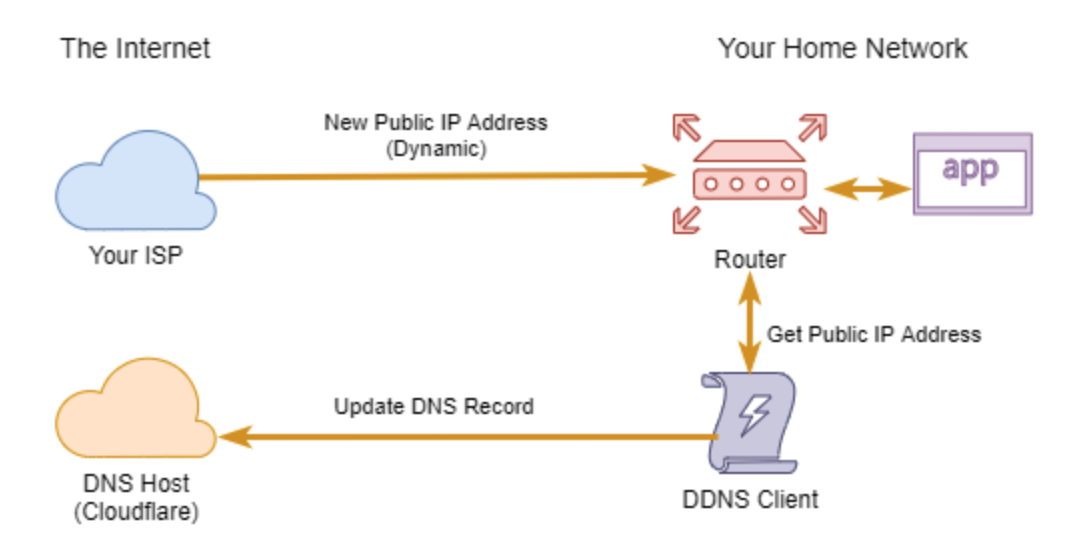 The Internet
Your Home Network
New Public IP Address
(Dynamic)
app
Your ISP
Router
Get Public IP Address
Update DNS Record
DNS Host
(Cloudflare)
DDNS Client